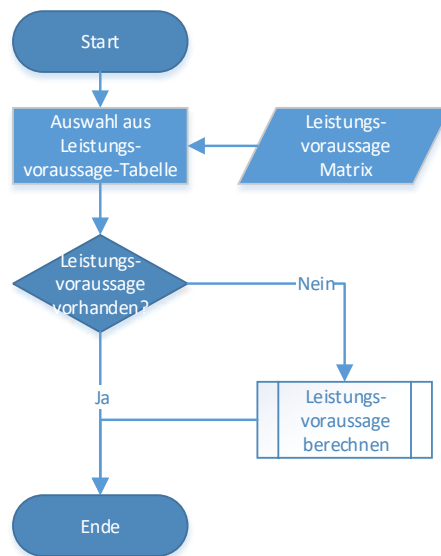 Start
Auswahl aus
Leistungs-
voraussage-Tabelle
Leistungs-
voraussage
Matrix
Leistungs-
voraussage
vorhanden?
Nein
Ja
Leistungs-
voraussage
berechnen
Ende